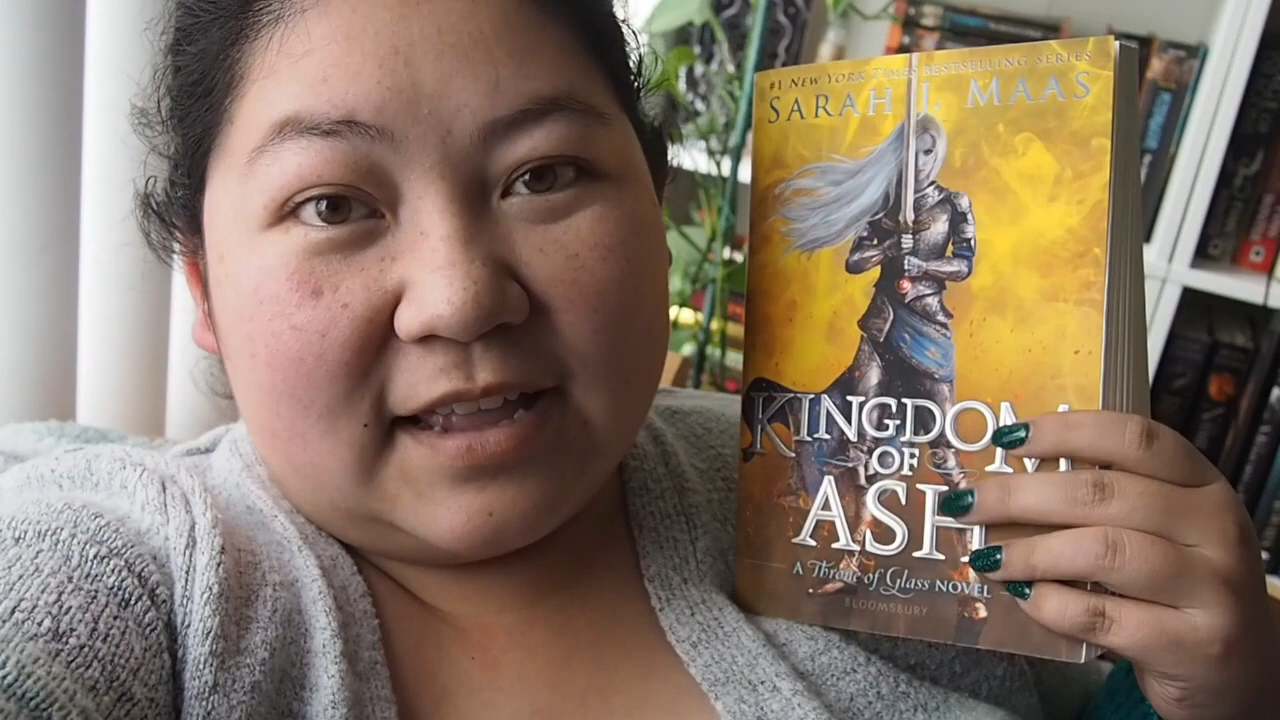 #1 NEW YORK TIMES BESTSELLING SERIES
SARAH J. MAAS
KINGDOM
OF
ASH
A Throne of Glass NOVEL
BLOOMSBURY